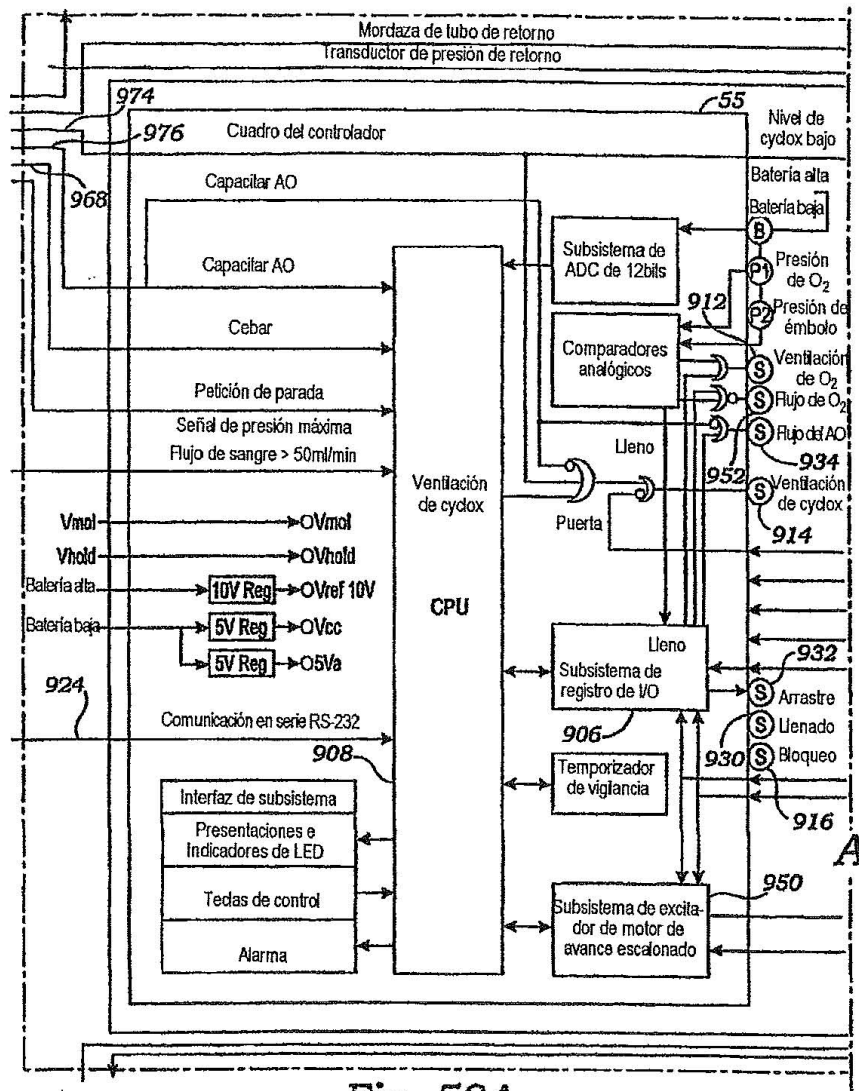 Mordaza de tubo de retorno
Transductor de presión de retorno
974
976
968
55
Cuadro del controlador
Nivel de
cyclox bajo
Capacitar AO
Batería alta
Batería baja
B
Subsistema de
ADC de 12bits
Capacitar AO
P1
Presión
de O2
912
P2
Presión de
émbolo
Cebar
Comparadores
analógicos
S
Ventilación
de O2
Petición de parada
S
Flujo de O2
Señal de presión máxima
Flujo de sangre > 50ml/min
Lleno
S
Flujo del AO
952
934
Ventilación
de cyclox
S
Ventilación de
cyclox
Puerta
914
Vmol
OVmol
Vhold
OVhold
Batería alta
10V Reg
OVref 10V
CPU
Batería baja
5V Reg
OVcc
5V Reg
O5Va
Lleno
Subsistema de
registro de I/O
932
924
S
Arrastre
Comunicación en serie RS-232
906
930
S
Llenado
908
S
Bloqueo
Temporizador
de vigilancia
916
Interfaz de subsistema
Presentaciones e
Indicadores de LED
A
Teclas de control
950
Subsistema de excita-
dor de motor de
avance escalonado
Alarma